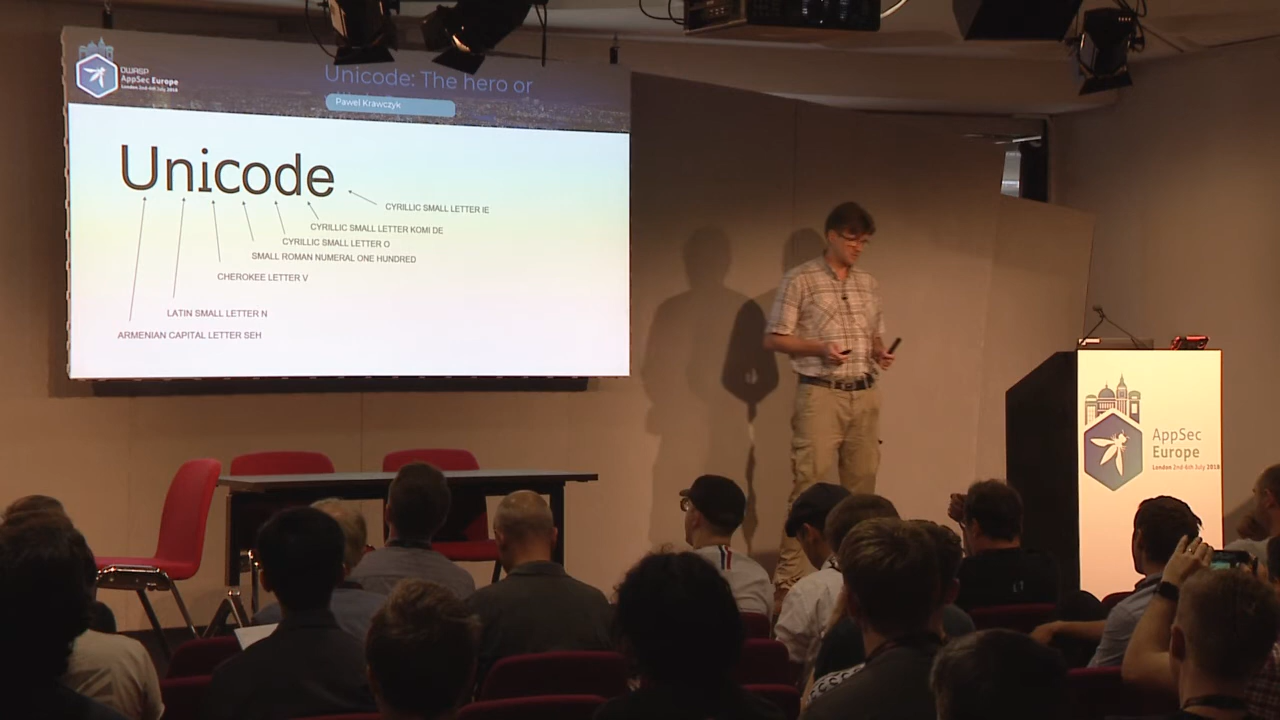 OWASP
AppSec Europe
London 2nd-6th July 2018
Unicode: The hero or
Pawel Krawczyk
ՍnᎥⅽоԁе
CYRILLIC SMALL LETTER IE
CYRILLIC SMALL LETTER KOMI DE
CYRILLIC SMALL LETTER O
SMALL ROMAN NUMERAL ONE HUNDRED
CHEROKEE LETTER V
LATIN SMALL LETTER N
ARMENIAN CAPITAL LETTER SEH
AppSec
Europe
London 2nd-6th July 2018